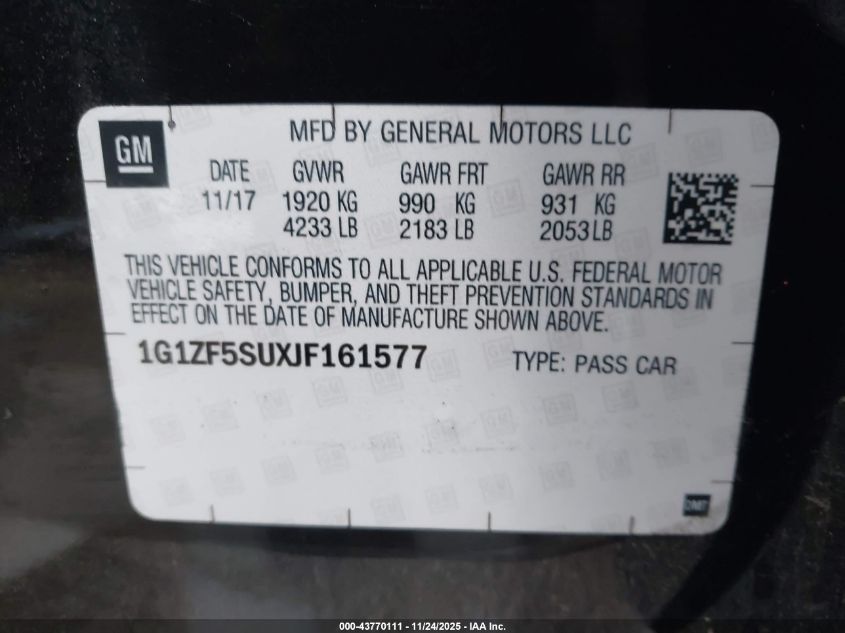 GM
MFD BY GENERAL MOTORS LLC
DATE GVWR GAWR FRT GAWR RR
11/17 1920 KG 990 KG 931 KG
4233 LB 2183 LB 2053 LB
THIS VEHICLE CONFORMS TO ALL APPLICABLE U.S. FEDERAL MOTOR
VEHICLE SAFETY, BUMPER, AND THEFT PREVENTION STANDARDS IN
EFFECT ON THE DATE OF MANUFACTURE SHOWN ABOVE.
1G1ZF5SUXJF161577 TYPE: PASS CAR
000-43770111 - 11/24/2025 - IAA Inc.